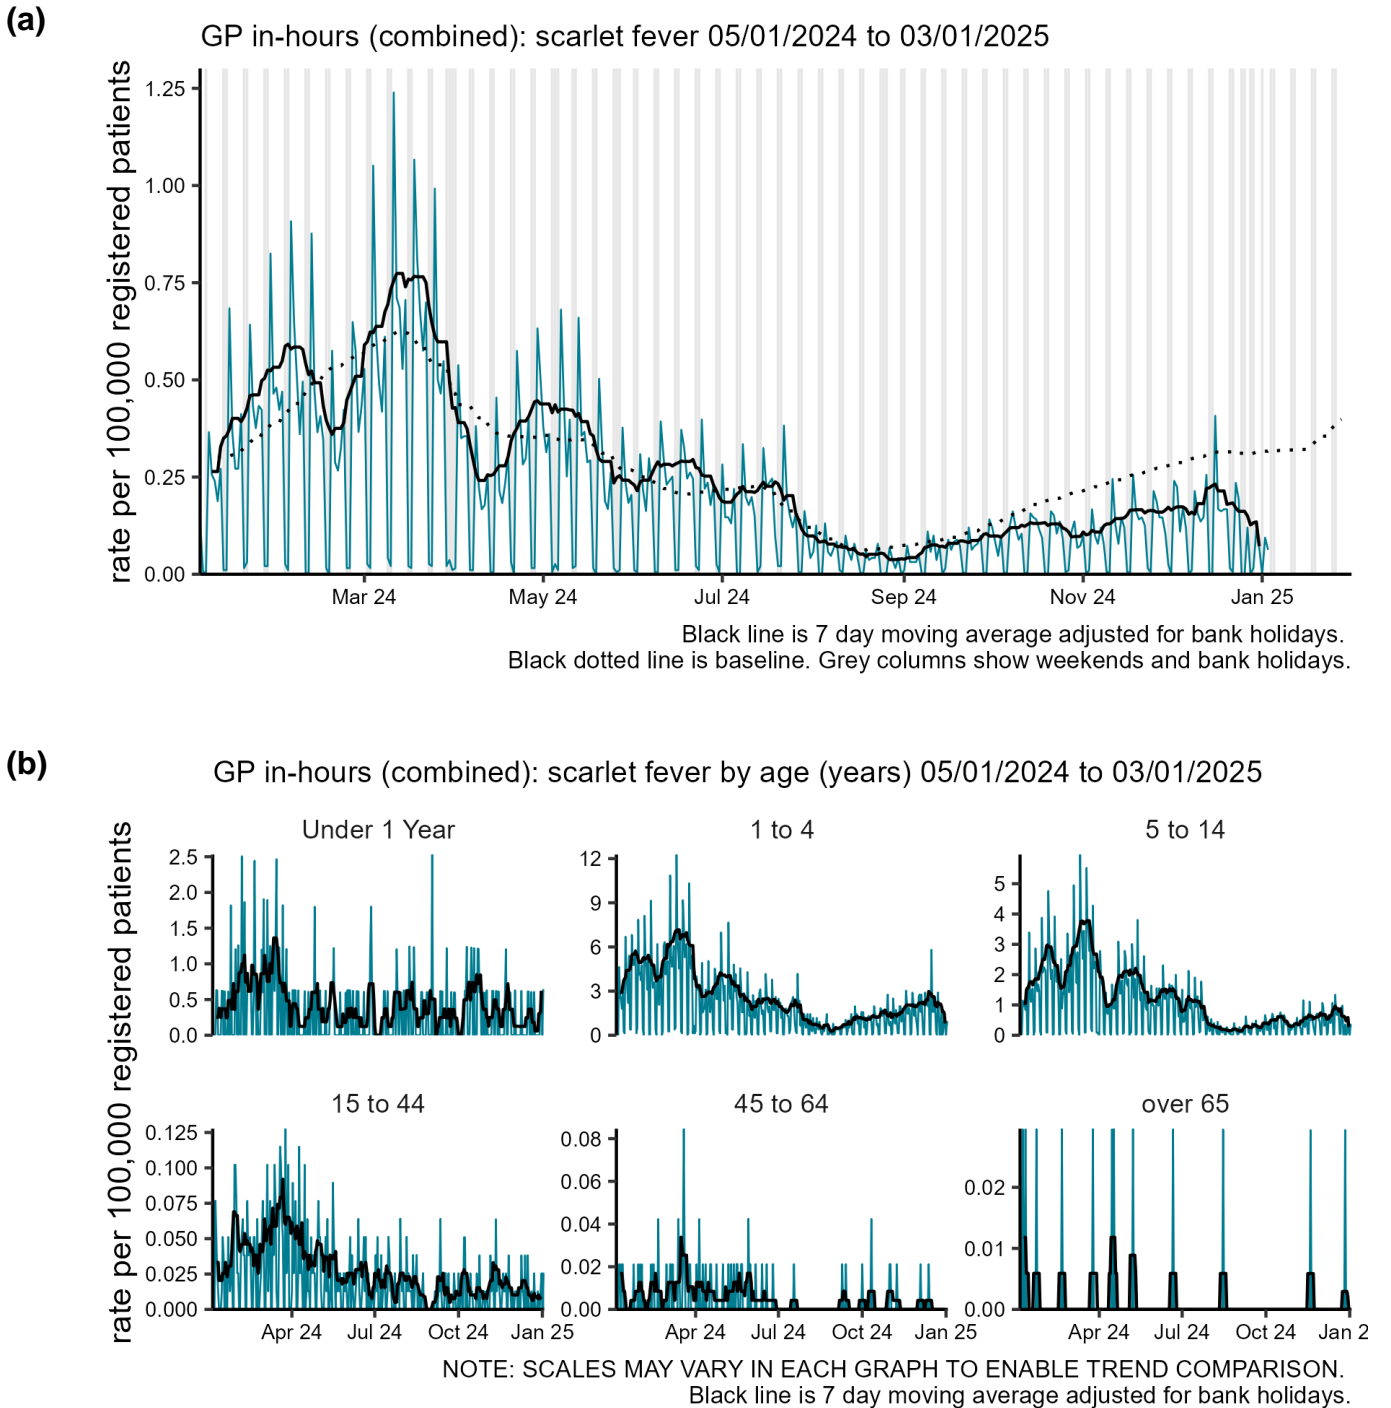 (a)
GP in-hours (combined): scarlet fever 05/01/2024 to 03/01/2025
rate per 100,000 registered patients
1.25
1.00
0.75
0.50
0.25
0.00
Mar 24
May 24
Jul 24
Sep 24
Nov 24
Jan 25
Black line is 7 day moving average adjusted for bank holidays.
Black dotted line is baseline. Grey columns show weekends and bank holidays.
(b)
GP in-hours (combined): scarlet fever by age (years) 05/01/2024 to 03/01/2025
rate per 100,000 registered patients
Under 1 Year
2.5
2.0
1.5
1.0
0.5
0.0
1 to 4
12
9
6
3
0
5 to 14
5
4
3
2
1
0
15 to 44
0.125
0.100
0.075
0.050
0.025
0.000
Apr 24
Jul 24
Oct 24
Jan 25
45 to 64
0.08
0.06
0.04
0.02
0.00
Apr 24
Jul 24
Oct 24
Jan 25
over 65
0.02
0.01
0.00
Apr 24
Jul 24
Oct 24
Jan 2
NOTE: SCALES MAY VARY IN EACH GRAPH TO ENABLE TREND COMPARISON.
Black line is 7 day moving average adjusted for bank holidays.